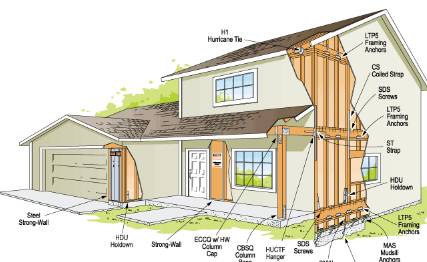 H1
Hurricane Tie
LTP5
Framing
Anchors
CS
Coiled Strap
SDS
Screws
LTP5
Framing
Anchors
ST
Strap
HDU
Holdown
LTP5
Framing
Anchors
MAS
Mudsill
Anchors
Steel
Strong-Wall
HDU
Holdown
Strong-Wall
ECCQ w/ HW
Column
Cap
CBSQ
Column
HUCTF
Hanger
SDS
Screws